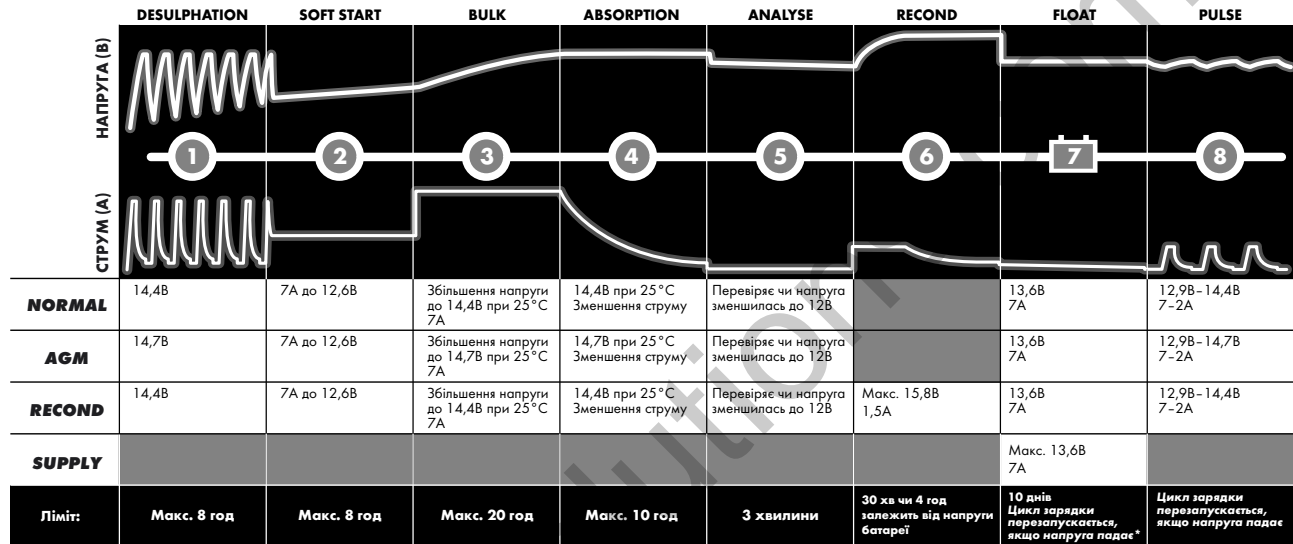 DESULPHATION SOFT START BULK ABSORPTION ANALYSE RECOND FLOAT PULSE
НАПРУГА (В)
1 2 3 4 5 6 7 8
СТРУМ (А)
NORMAL
14,4В
7А до 12,6В
Збільшення напруги
до 14,4В при 25°С
7А
14,4В при 25°С
Зменшення струму
Перевіряє чи напруга
зменшилась до 12В
13,6В
7А
12,9В–14,4В
7–2А
AGM
14,7В
7А до 12,6В
Збільшення напруги
до 14,7В при 25°С
7А
14,7В при 25°С
Зменшення струму
Перевіряє чи напруга
зменшилась до 12В
13,6В
7А
12,9В–14,7В
7–2А
RECOND
14,4В
7А до 12,6В
Збільшення напруги
до 14,4В при 25°С
7А
14,4В при 25°С
Зменшення струму
Перевіряє чи напруга
зменшилась до 12В
Макс. 15,8В
1,5А
13,6В
7А
12,9В–14,4В
7–2А
SUPPLY
Макс. 13,6В
7А
Ліміт:
Макс. 8 год
Макс. 8 год
Макс. 20 год
Макс. 10 год
3 хвилини
30 хв чи 4 год
залежить від напруги
батареї
10 днів
Цикл зарядки
перезапускається,
якщо напруга падає*
Цикл зарядки
перезапускається,
якщо напруга падає